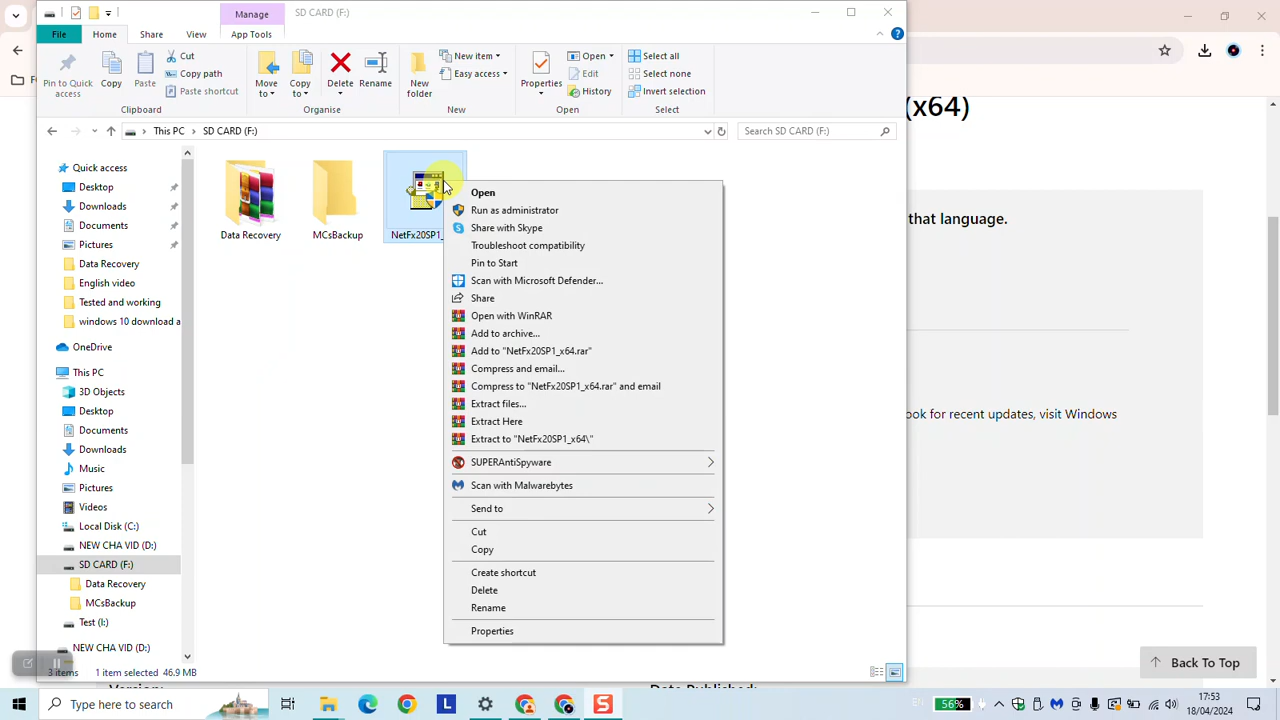 Manage
SD CARD (F:)
File
Home
Share
View
App Tools
Pin to Quick
access
Copy
Paste
Cut
Copy path
Paste shortcut
Move
to
Copy
to
Delete
Rename
New
folder
New item
Easy access
Properties
Open
Edit
History
Select all
Select none
Invert selection
Clipboard
Organise
New
Open
Select
This PC
SD CARD (F:)
Search SD CARD (F:)
Quick access
Desktop
Downloads
Documents
Pictures
Data Recovery
English video
Tested and working
windows 10 download a
OneDrive
This PC
3D Objects
Desktop
Documents
Downloads
Music
Pictures
Videos
Local Disk (C:)
NEW CHA VID (D:)
SD CARD (F:)
Data Recovery
MCsBackup
Test (I:)
NEW CHA VID (D:)
Data Recovery
MCsBackup
NetFx20SP1_
Open
Run as administrator
Share with Skype
Troubleshoot compatibility
Pin to Start
Scan with Microsoft Defender...
Share
Open with WinRAR
Add to archive...
Add to "NetFx20SP1_x64.rar"
Compress and email...
Compress to "NetFx20SP1_x64.rar" and email
Extract files...
Extract Here
Extract to "NetFx20SP1_x64\"
SUPERAntiSpyware
Scan with Malwarebytes
Send to
Cut
Copy
Create shortcut
Delete
Rename
Properties
3 items
1 item selected 46.9 MB
(x64)
that language.
ook for recent updates, visit Windows
Back To Top
Version:
Date Published:
Type here to search
L
S
56%
17:53
18/04/2024